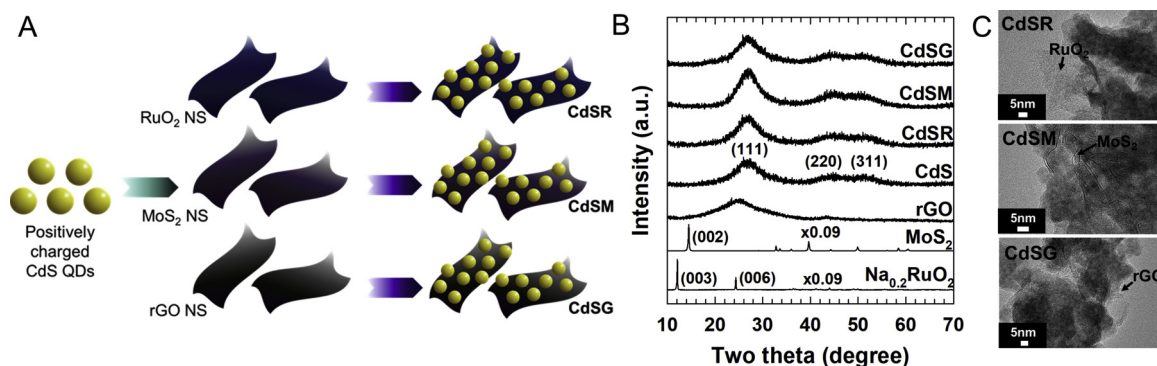 A
RuO2 NS
CdSR
Positively
charged
CdS QDs
MoS2 NS
CdSM
rGO NS
CdSG
B
Intensity (a.u.)
CdSG
CdSM
CdSR
(111)
(220)
(311)
CdS
rGO
MoS2
(002)
x0.09
Na0.2RuO2
(003)
(006)
x0.09
10 20 30 40 50 60 70
Two theta (degree)
C
CdSR
RuO2
5nm
CdSM
MoS2
5nm
CdSG
rGO
5nm